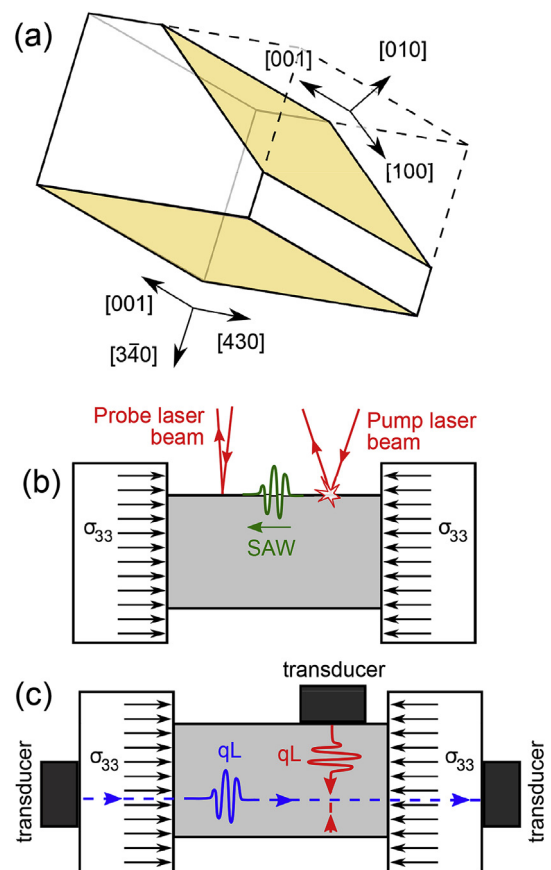 (a)
[001]
[010]
[100]
[001]
[430]
[34̄0]
Probe laser
beam
Pump laser
beam
(b)
σ33
σ33
SAW
transducer
(c)
σ33
qL
qL
σ33
transducer
transducer